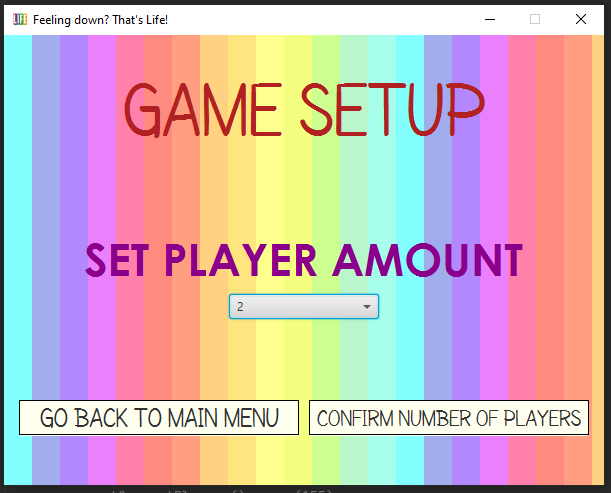 Feeling down? That's Life!
GAME SETUP
SET PLAYER AMOUNT
2
GO BACK TO MAIN MENU
CONFIRM NUMBER OF PLAYERS